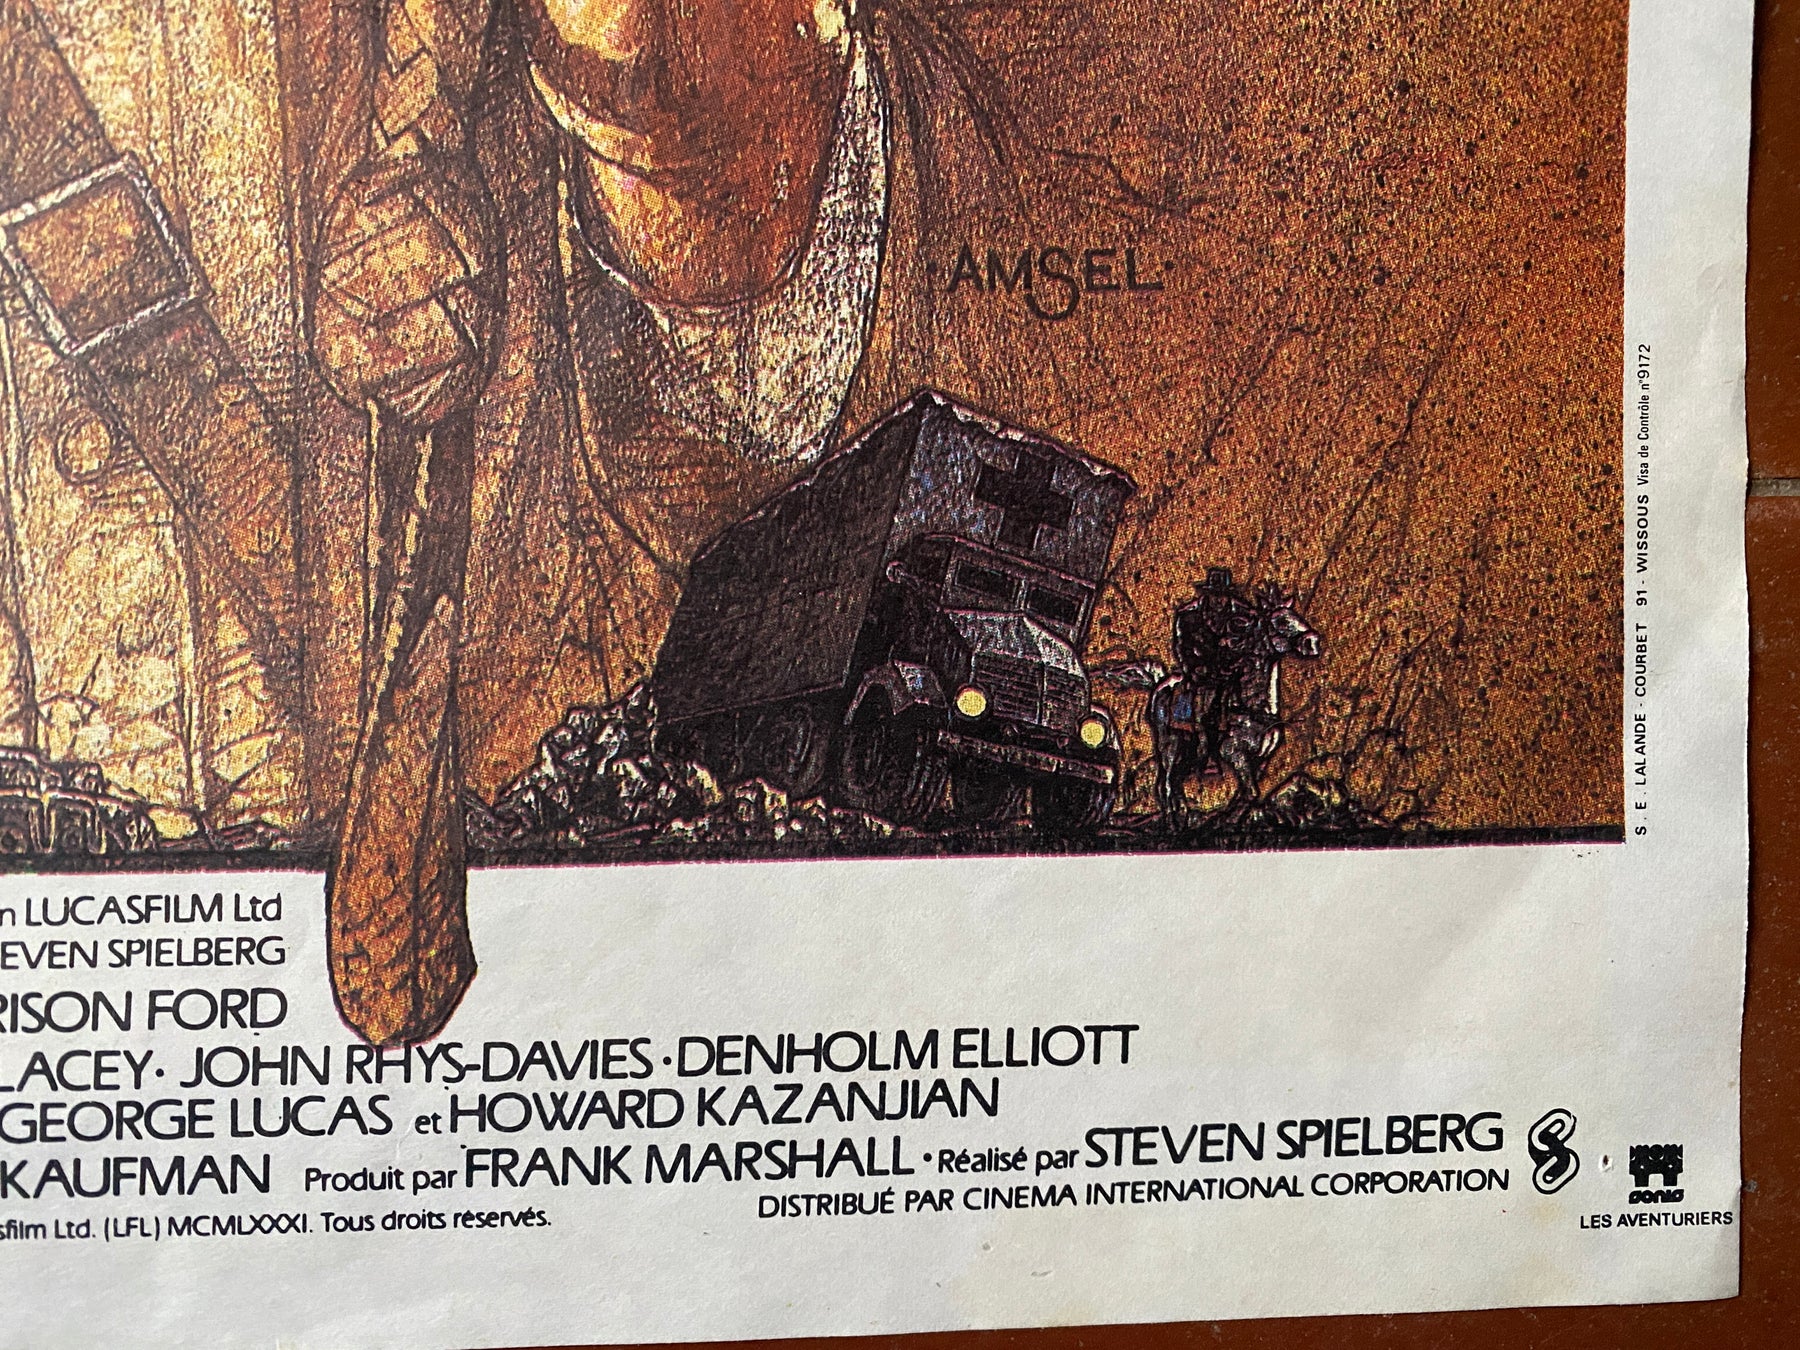 AMSEL
S.E. LALANDE - COURBET 91 - WISSOUS Visa de Contrôle n°9172
n LUCASFILM Ltd
EVEN SPIELBERG
RISON FORD
LACEY · JOHN RHYS-DAVIES · DENHOLM ELLIOTT
GEORGE LUCAS et HOWARD KAZANJIAN
KAUFMAN Produit par FRANK MARSHALL · Réalisé par STEVEN SPIELBERG
DISTRIBUÉ PAR CINEMA INTERNATIONAL CORPORATION
sfilm Ltd. (LFL) MCMLXXXI. Tous droits réservés.
LES AVENTURIERS